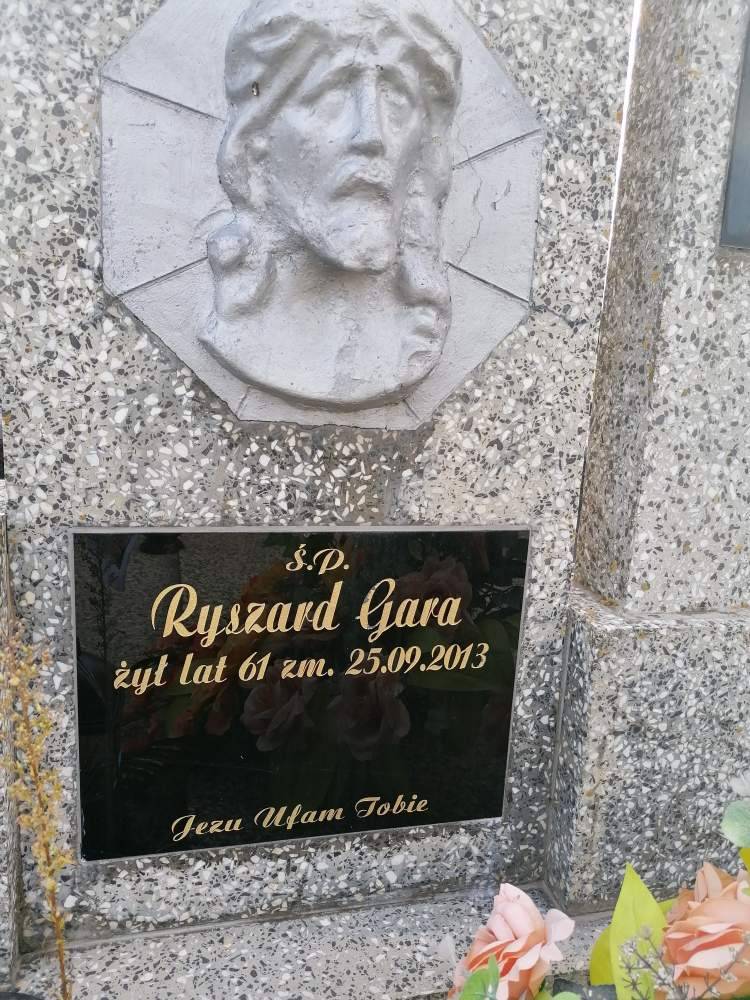 Ś.P.
Ryszard Gara
żył lat 61 zm. 25.09.2013
Jezu Ufam Tobie